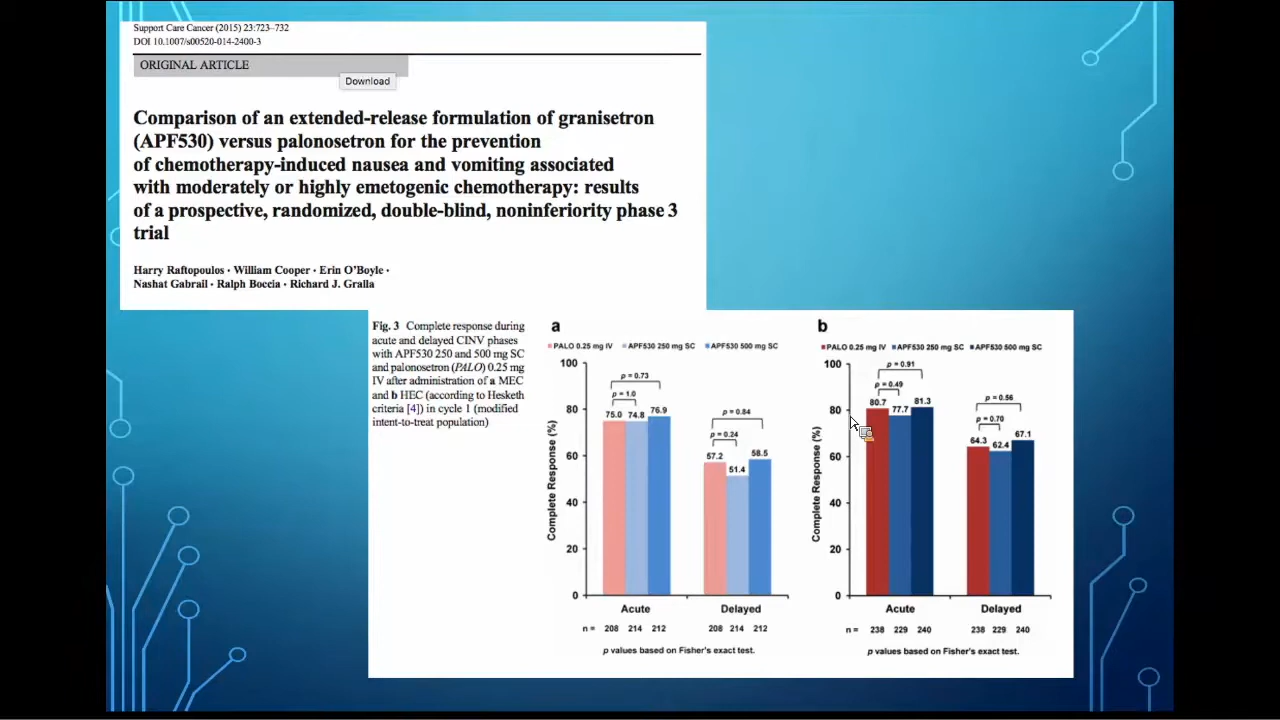 Support Care Cancer (2015) 23:723–732
DOI 10.1007/s00520-014-2400-3
ORIGINAL ARTICLE
Download
Comparison of an extended-release formulation of granisetron
(APF530) versus palonosetron for the prevention
of chemotherapy-induced nausea and vomiting associated
with moderately or highly emetogenic chemotherapy: results
of a prospective, randomized, double-blind, noninferiority phase 3
trial
Harry Raftopoulos · William Cooper · Erin O'Boyle ·
Nashat Gabrail · Ralph Boccia · Richard J. Gralla
Fig. 3 Complete response during
acute and delayed CINV phases
with APF530 250 and 500 mg SC
and palonosetron (PALO) 0.25 mg
IV after administration of a MEC
and b HEC (according to Hesketh
criteria [4]) in cycle 1 (modified
intent-to-treat population)
a
PALO 0.25 mg IV APF530 250 mg SC APF530 500 mg SC
Complete Response (%)
100
80
60
40
20
0
p = 0.73
p = 1.0
75.0 74.8 76.9
p = 0.84
p = 0.24
57.2 51.4 58.5
Acute Delayed
n = 208 214 212 208 214 212
p values based on Fisher's exact test.
b
PALO 0.25 mg IV APF530 250 mg SC APF530 500 mg SC
Complete Response (%)
100
80
60
40
20
0
p = 0.91
p = 0.49
80.7 77.7 81.3
p = 0.56
p = 0.70
64.3 62.4 67.1
Acute Delayed
n = 238 229 240 238 229 240
p values based on Fisher's exact test.